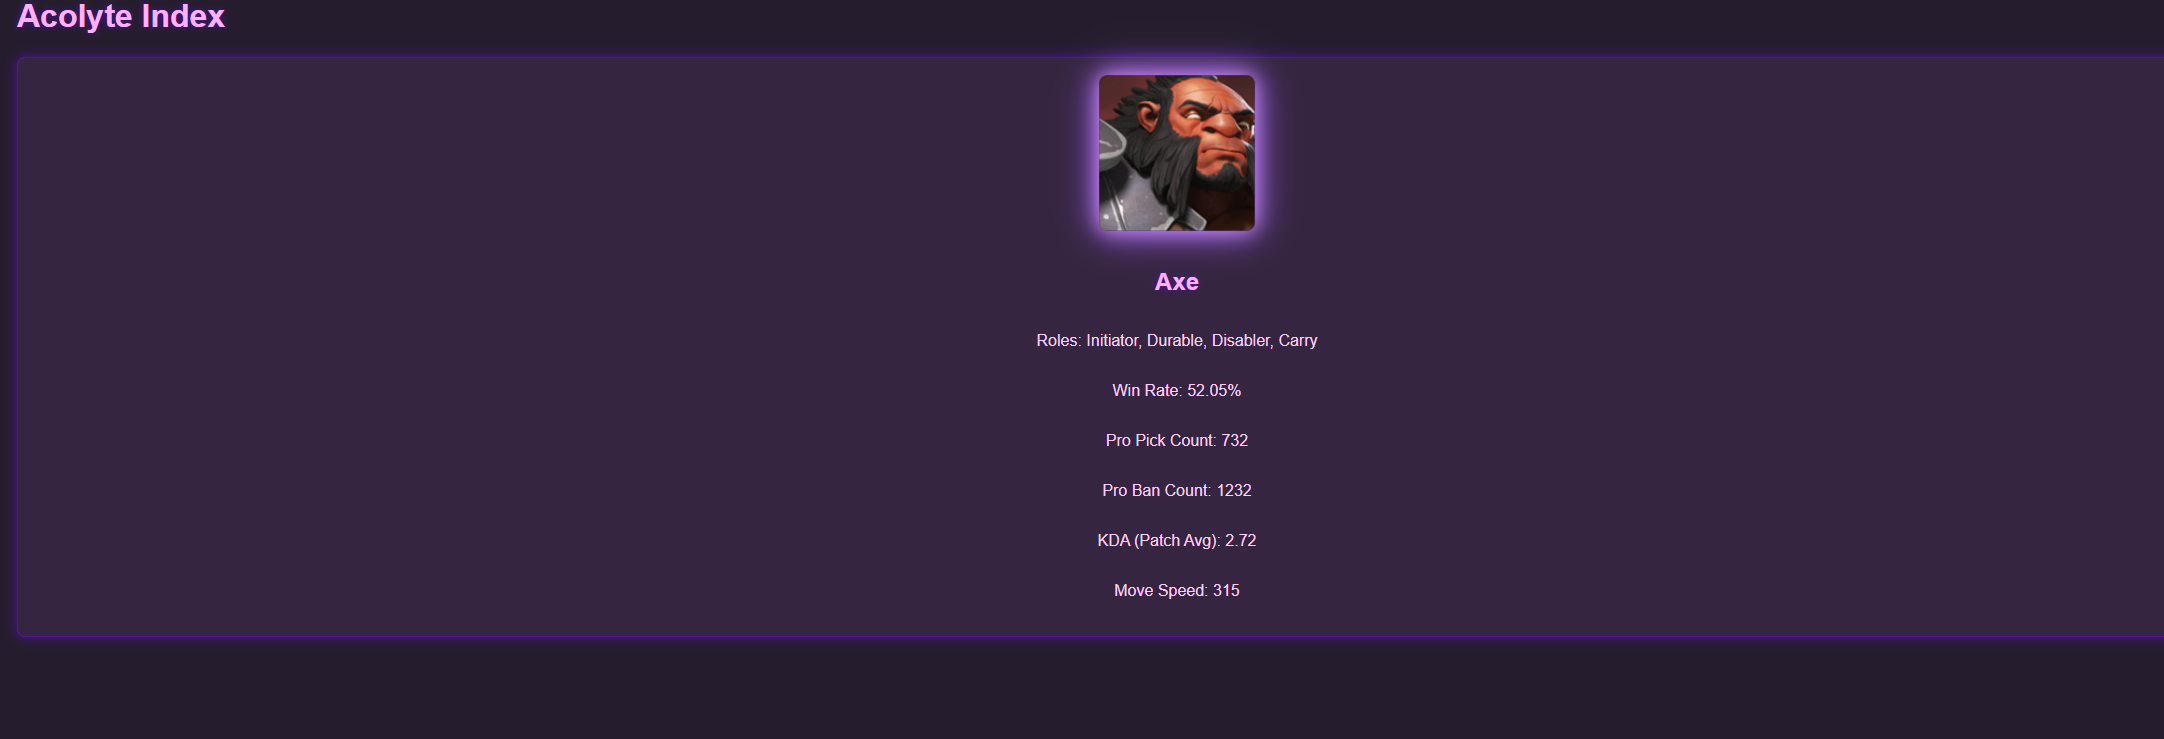 Acolyte Index
Axe
Roles: Initiator, Durable, Disabler, Carry
Win Rate: 52.05%
Pro Pick Count: 732
Pro Ban Count: 1232
KDA (Patch Avg): 2.72
Move Speed: 315